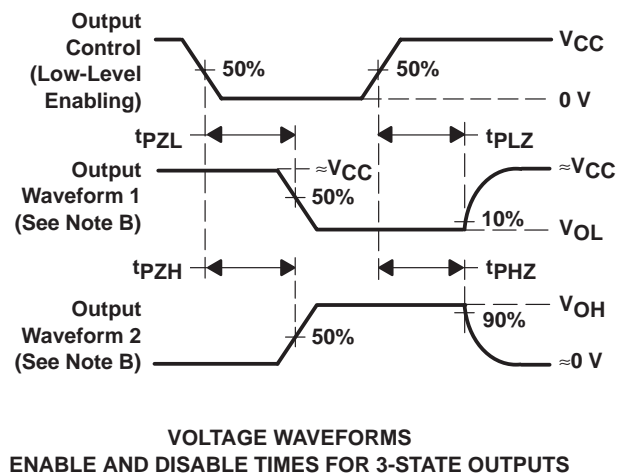 Output
Control
(Low-Level
Enabling)
50%
50%
VCC
0 V
tPZL
tPLZ
Output
Waveform 1
(See Note B)
≈VCC
50%
≈VCC
10%
VOL
tPZH
tPHZ
Output
Waveform 2
(See Note B)
50%
VOH
90%
≈0 V
VOLTAGE WAVEFORMS
ENABLE AND DISABLE TIMES FOR 3-STATE OUTPUTS